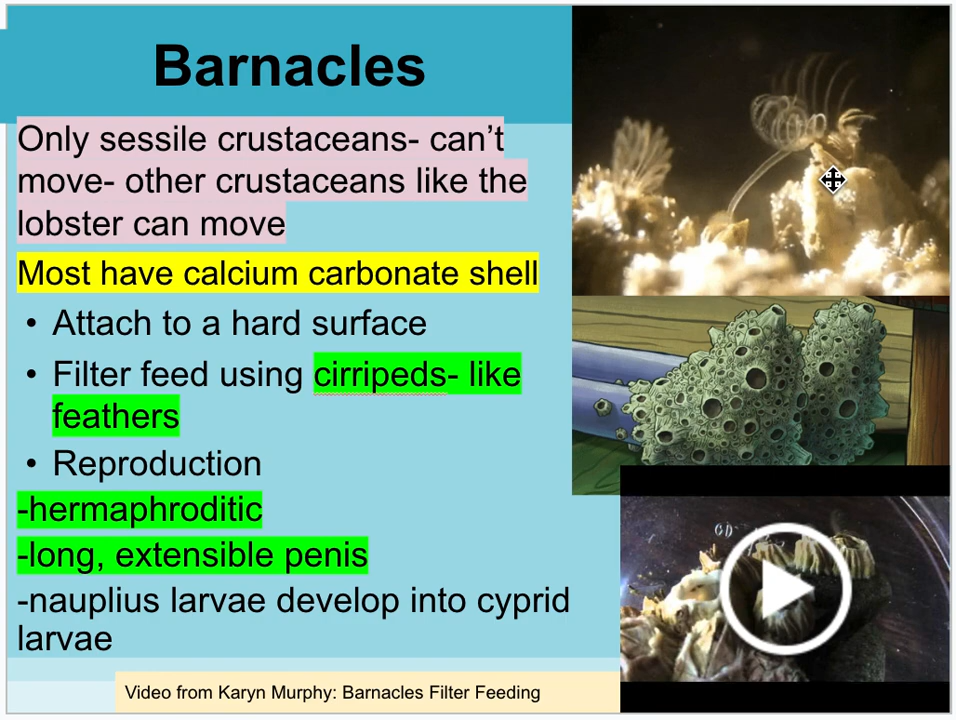 Barnacles
Only sessile crustaceans- can't
move- other crustaceans like the
lobster can move
Most have calcium carbonate shell
• Attach to a hard surface
• Filter feed using cirripeds- like
feathers
• Reproduction
-hermaphroditic
-long, extensible penis
-nauplius larvae develop into cyprid
larvae
Video from Karyn Murphy: Barnacles Filter Feeding